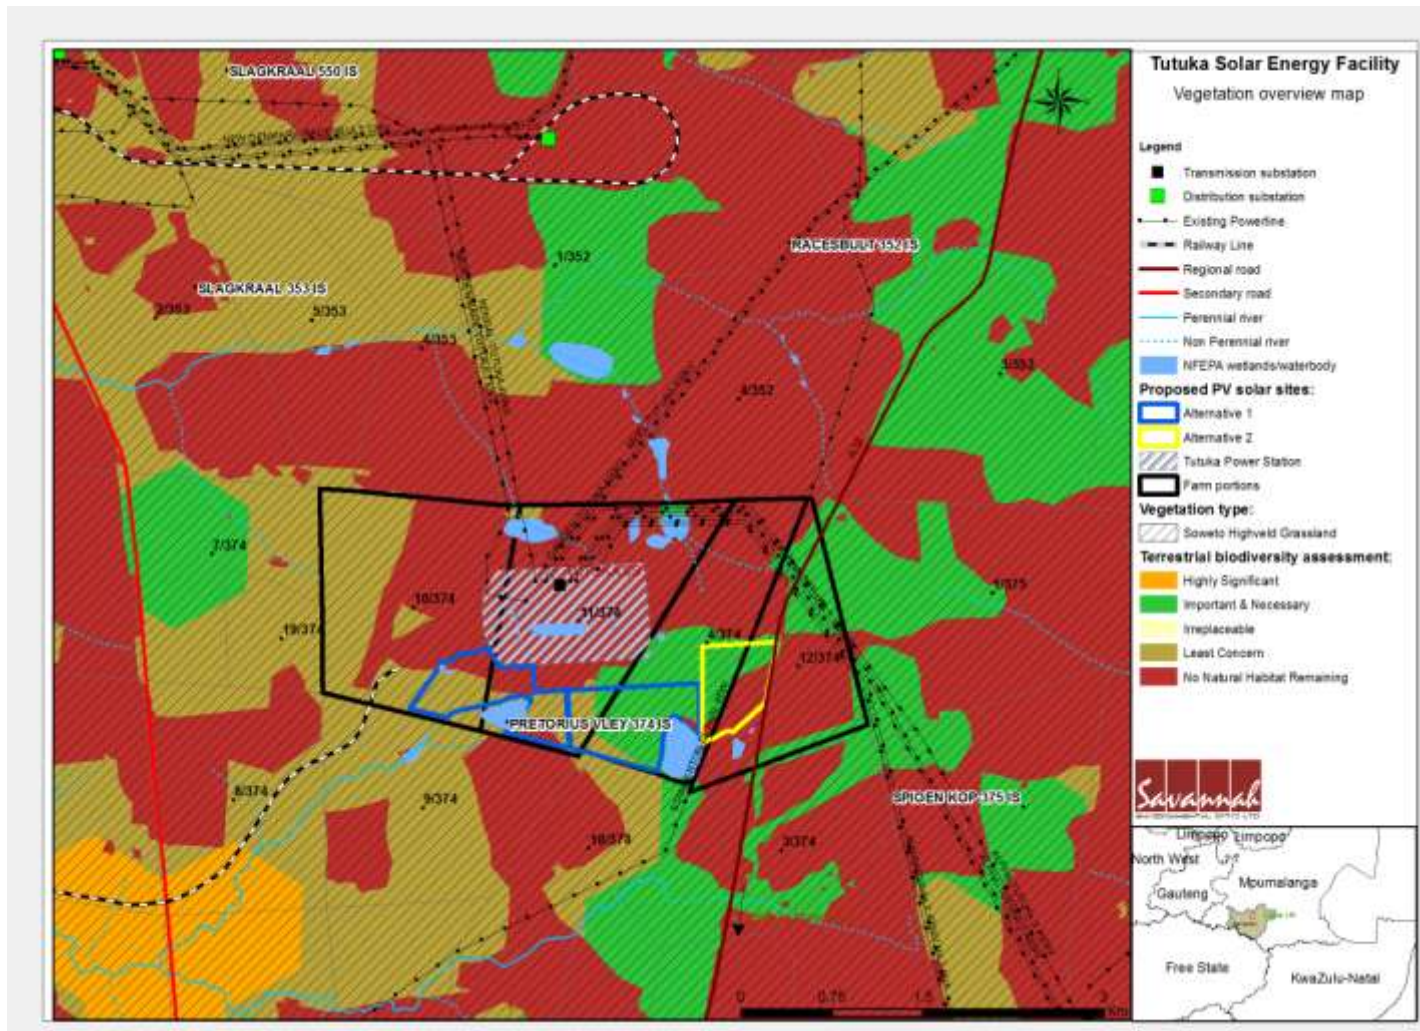 Tutuka Solar Energy Facility
Vegetation overview map
Legend
Transmission substation
Distribution substation
Existing Powerline
Railway Line
Regional road
Secondary road
Perennial river
Non Perennial river
NFEPA wetlands/waterbody
Proposed PV solar sites:
Alternative 1
Alternative 2
Tutuka Power Station
Farm portions
Vegetation type:
Soweto Highveld Grassland
Terrestrial biodiversity assessment:
Highly Significant
Important & Necessary
Irreplaceable
Least Concern
No Natural Habitat Remaining
SLAGKRAAL 550 IS
RACESBULT 352 IS
1/352
SLAGKRAAL 353 IS
2/353
5/353
4/353
3/352
4/352
7/374
10/374
11/374
1/375
19/374
4/374
12/374
PRETORIUS VLEY 374 IS
8/374
9/374
SPIOEN KOP 375 IS
3/374
0 0.75 1.5 3
Km
Savannah
Limpopo
Limpopo
North West
Gauteng
Mpumalanga
Free State
KwaZulu-Natal